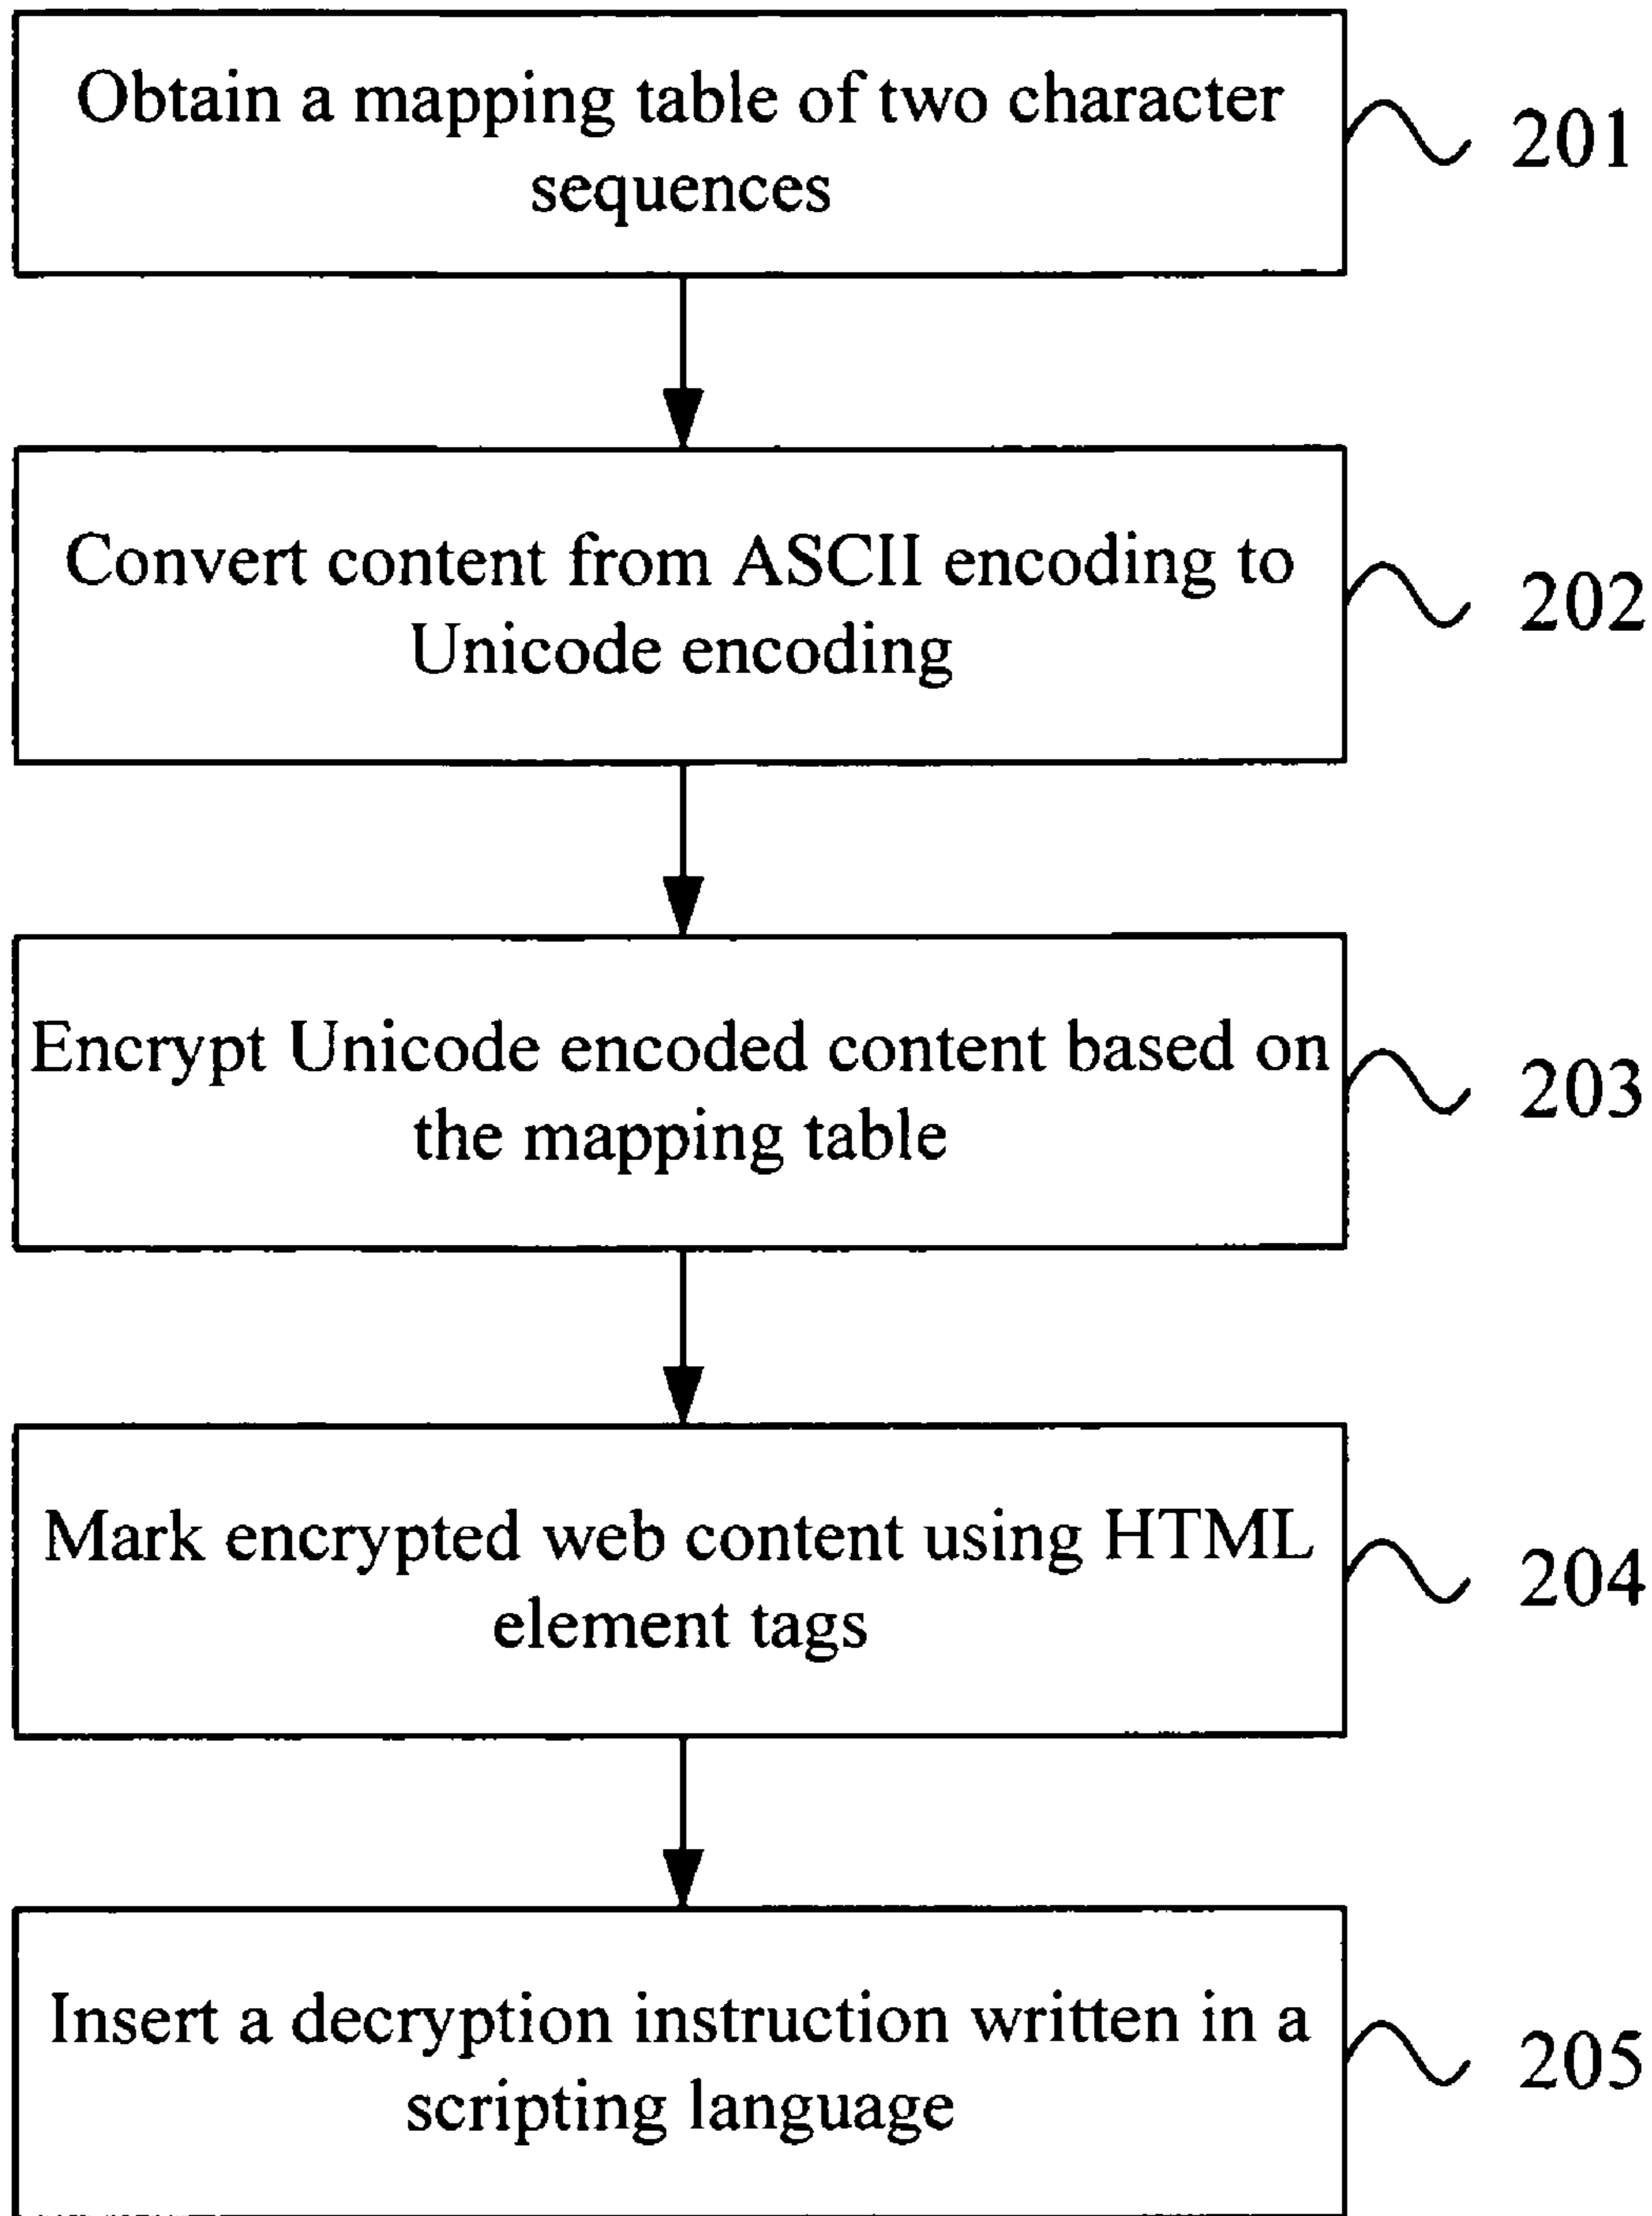 Obtain a mapping table of two character
sequences
201
Convert content from ASCII encoding to
Unicode encoding
202
Encrypt Unicode encoded content based on
the mapping table
203
Mark encrypted web content using HTML
element tags
204
Insert a decryption instruction written in a
scripting language
205